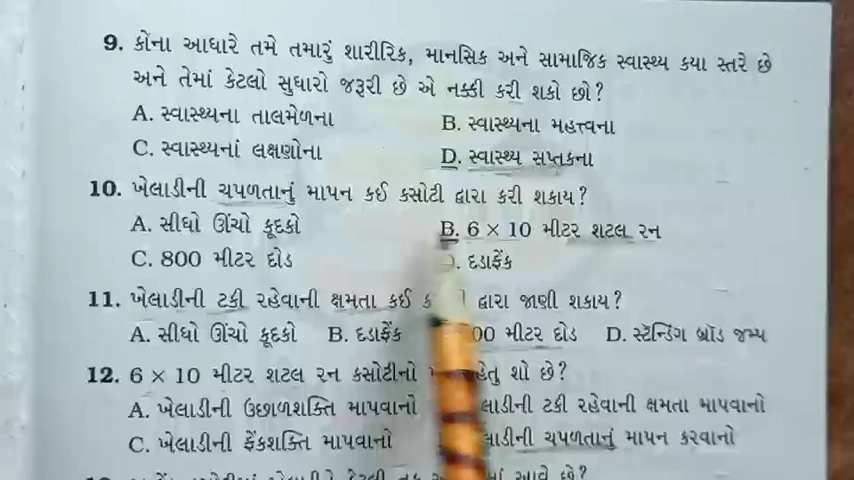 9. કોના આધારે તમે તમારું શારીરિક, માનસિક અને સામાજિક સ્વાસ્થ્ય કયા સ્તરે છે
અને તેમાં કેટલો સુધારો જરૂરી છે એ નક્કી કરી શકો છો?
A. સ્વાસ્થ્યના તાલમેળના B. સ્વાસ્થ્યના મહત્ત્વના
C. સ્વાસ્થ્યનાં લક્ષણોના D. સ્વાસ્થ્ય સપ્તકના
10. ખેલાડીની ચપળતાનું માપન કઈ કસોટી દ્વારા કરી શકાય?
A. સીધો ઊંચો કૂદકો B. 6 × 10 મીટર શટલ રન
C. 800 મીટર દોડ D. દડાફેંક
11. ખેલાડીની ટકી રહેવાની ક્ષમતા કઈ દ્વારા જાણી શકાય?
A. સીધો ઊંચો કૂદકો B. દડાફેંક 00 મીટર દોડ D. સ્ટૅન્ડિંગ બ્રૉડ જમ્પ
12. 6 × 10 મીટર શટલ રન કસોટીનો હેતુ શો છે?
A. ખેલાડીની ઉછાળશક્તિ માપવાનો લાડીની ટકી રહેવાની ક્ષમતા માપવાનો
C. ખેલાડીની ફેંકશક્તિ માપવાનો લાડીની ચપળતાનું માપન કરવાનો
આવે છે?